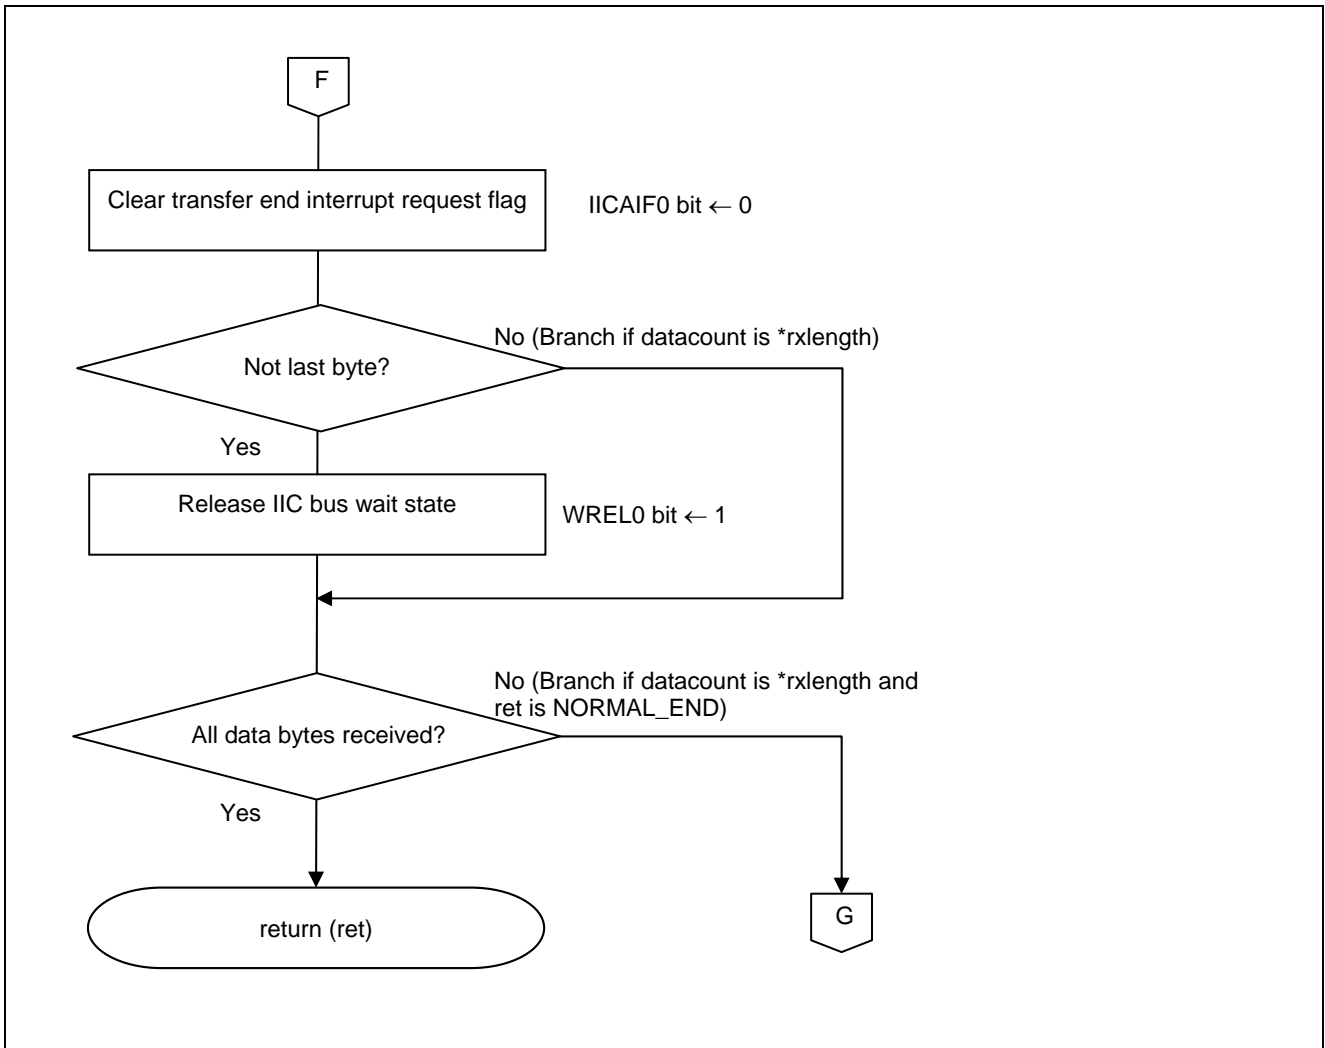 F
Clear transfer end interrupt request flag
IICAIF0 bit ← 0
No (Branch if datacount is *rxlength)
Not last byte?
Yes
Release IIC bus wait state
WREL0 bit ← 1
No (Branch if datacount is *rxlength and
ret is NORMAL_END)
All data bytes received?
Yes
return (ret)
G